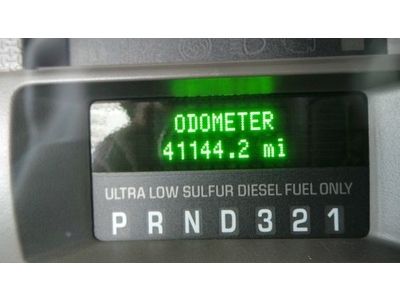 ODOMETER
41144.2 mi
ULTRA LOW SULFUR DIESEL FUEL ONLY
P R N D 3 2 1